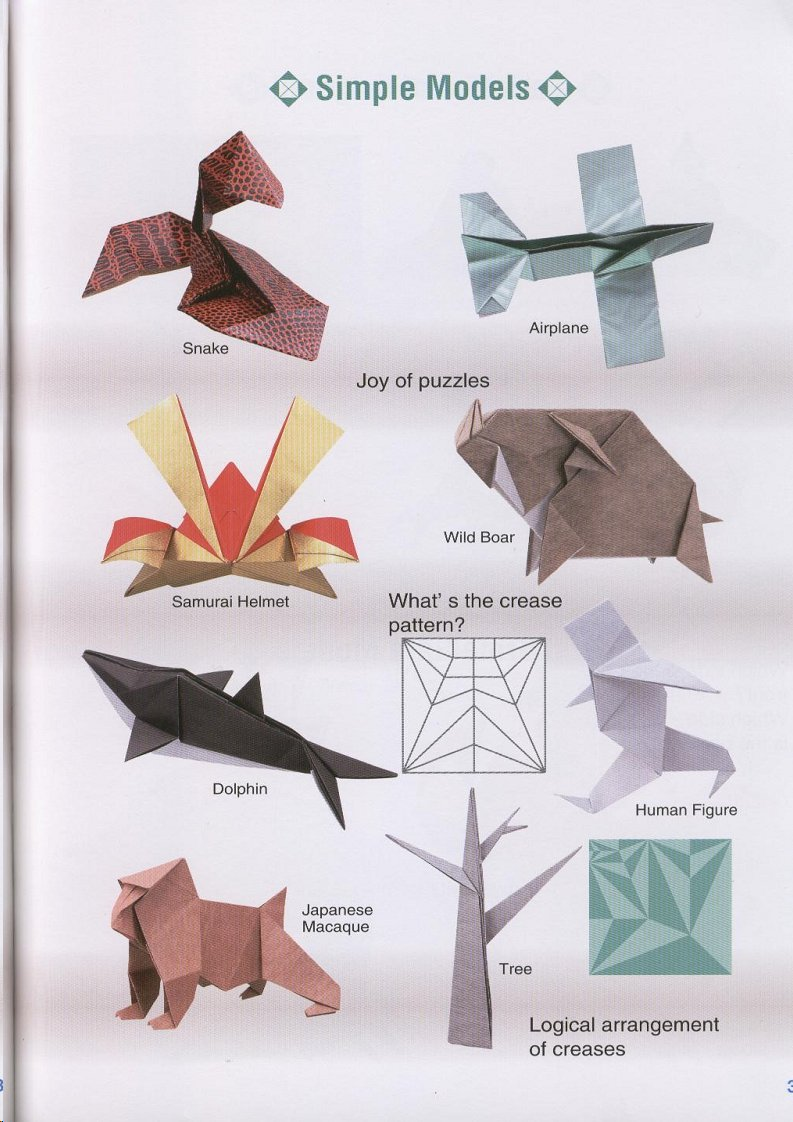 Simple Models
Snake
Airplane
Joy of puzzles
Samurai Helmet
Wild Boar
What' s the crease
pattern?
Dolphin
Human Figure
Japanese
Macaque
Tree
Logical arrangement
of creases